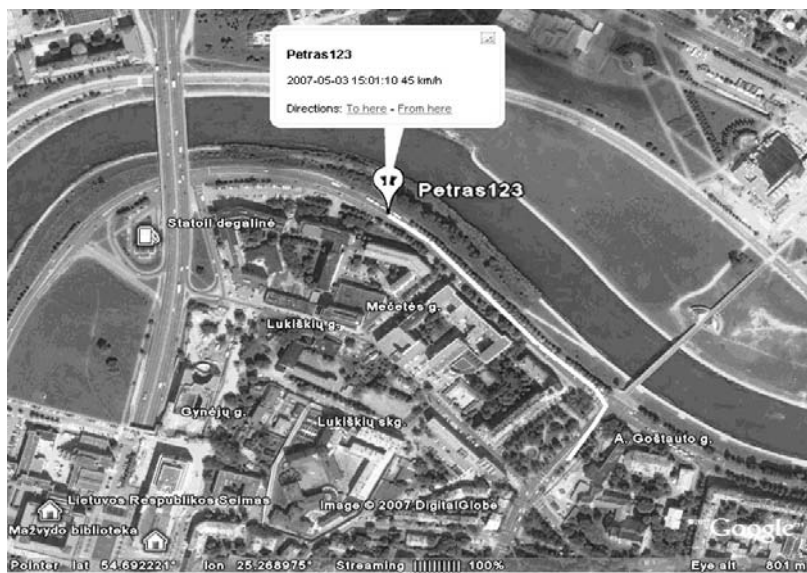 Petras123
2007-05-03 15:01:10 45 km/h
Directions: To here - From here
Petras123
Statoil degalinė
Mečetės g.
Lukiškių g.
Gynėjų g.
Lukiškių skg.
A. Goštauto g.
Lietuvos Respublikos Seimas
Image © 2007 DigitalGlobe
Mažvydo biblioteka
Google
Pointer lat 54.692221° lon 25.268975° Streaming |||||||||| 100% Eye alt 801 m